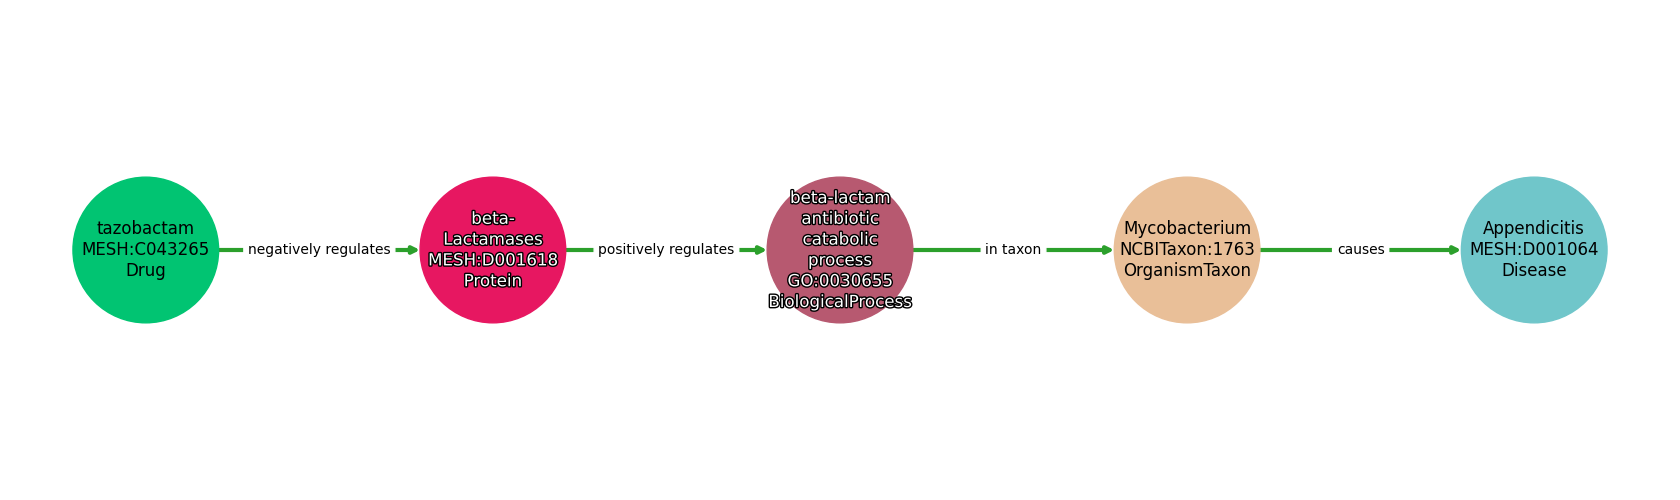 tazobactam
MESH:C043265
Drug
negatively regulates
beta-
Lactamases
MESH:D001618
Protein
positively regulates
beta-lactam
antibiotic
catabolic
process
GO:0030655
BiologicalProcess
in taxon
Mycobacterium
NCBITaxon:1763
OrganismTaxon
causes
Appendicitis
MESH:D001064
Disease